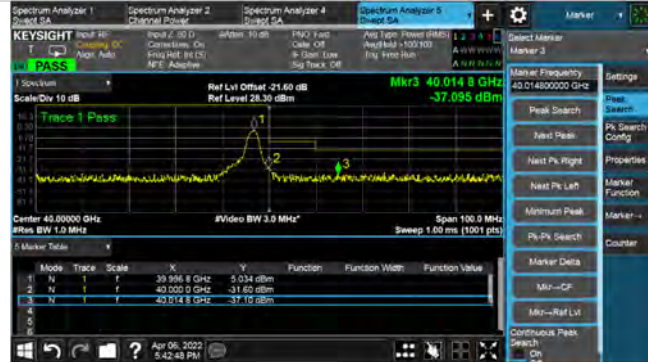 Spectrum Analyzer 1
Swept SA
Spectrum Analyzer 2
Channel Power
Spectrum Analyzer 4
Swept SA
Spectrum Analyzer 5
Swept SA
Marker
KEYSIGHT
Input: RF
Coupling: DC
Align: Auto
Input Z: 50 Ω
Corrections: On
Freq Ref: Int (S)
NFE: Adaptive
#Atten: 10 dB
PNO: Fast
Gate: Off
IF Gain: Low
Sig Track: Off
Avg Type: Power (RMS)
Avg|Hold: >100/100
Trig: Free Run
PASS
1 Spectrum
Scale/Div 10 dB
Ref Lvl Offset -21.60 dB
Ref Level 28.30 dBm
Mkr3 40.014 8 G
-37.095 dBm
Trace 1 Pass
1
2
3
Center 40.00000 GHz
#Res BW 1.0 MHz
#Video BW 3.0 MHz*
Span 100.0 MHz
Sweep 1.00 ms (1001 pts)
5 Marker Table
Mode Trace Scale X Y Function Function Width Function Value
1 N 1 f 39.996 8 GHz 5.034 dBm
2 N 1 f 40.000 0 GHz -31.60 dBm
3 N 1 f 40.014 8 GHz -37.10 dBm
4
5
6
Apr 06, 2022
5:42:48 PM
Select Marker
Marker 3
Marker Frequency
40.014800000 GHz
Peak Search
Next Peak
Next Pk Right
Next Pk Left
Minimum Peak
Pk-Pk Search
Marker Delta
Mkr→CF
Mkr→Ref Lvl
Continuous Peak
Search
On
Settings
Peak
Search
Pk Search
Config
Properties
Marker
Function
Marker→
Counter